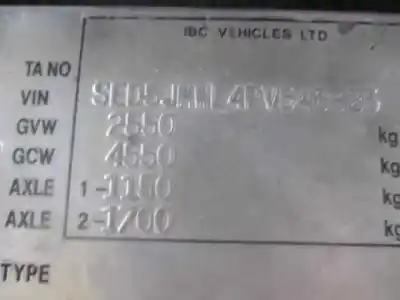 IBC VEHICLES LTD
TA NO
VIN
GVW 2550 kg
GCW 4550 kg
AXLE 1-1150 kg
AXLE 2-1700 kg
TYPE